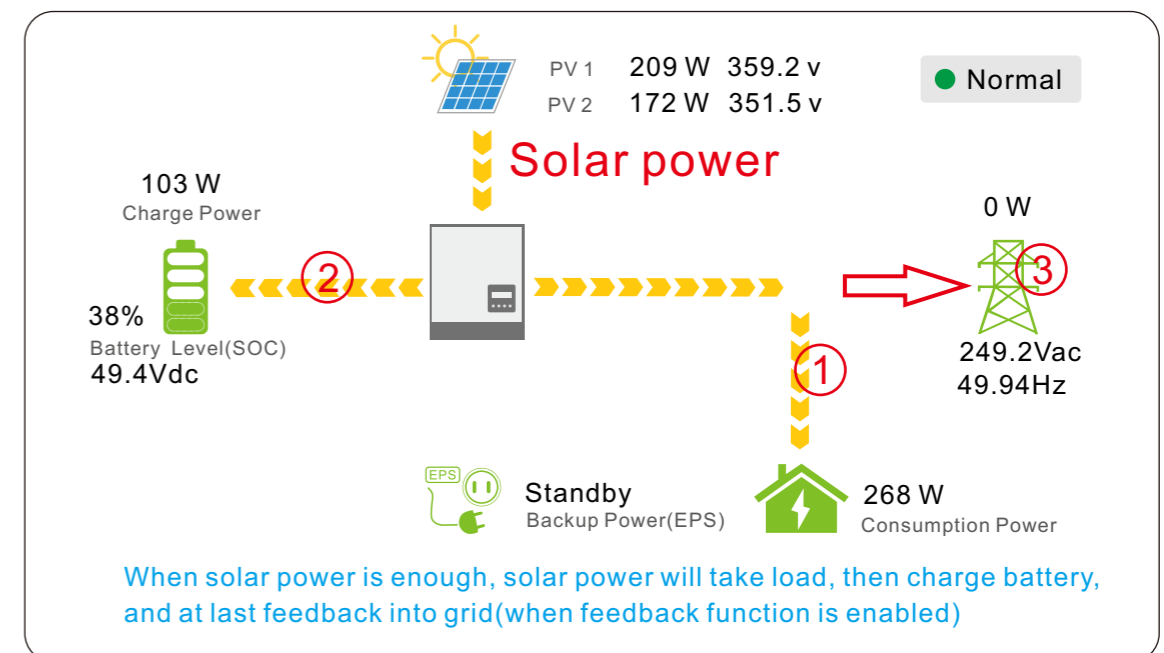 PV 1 209 W 359.2 v
PV 2 172 W 351.5 v
Normal
Solar power
103 W
Charge Power
0 W
2
3
38%
Battery Level(SOC)
49.4Vdc
249.2Vac
49.94Hz
1
EPS
Standby
Backup Power(EPS)
268 W
Consumption Power
When solar power is enough, solar power will take load, then charge battery,
and at last feedback into grid(when feedback function is enabled)